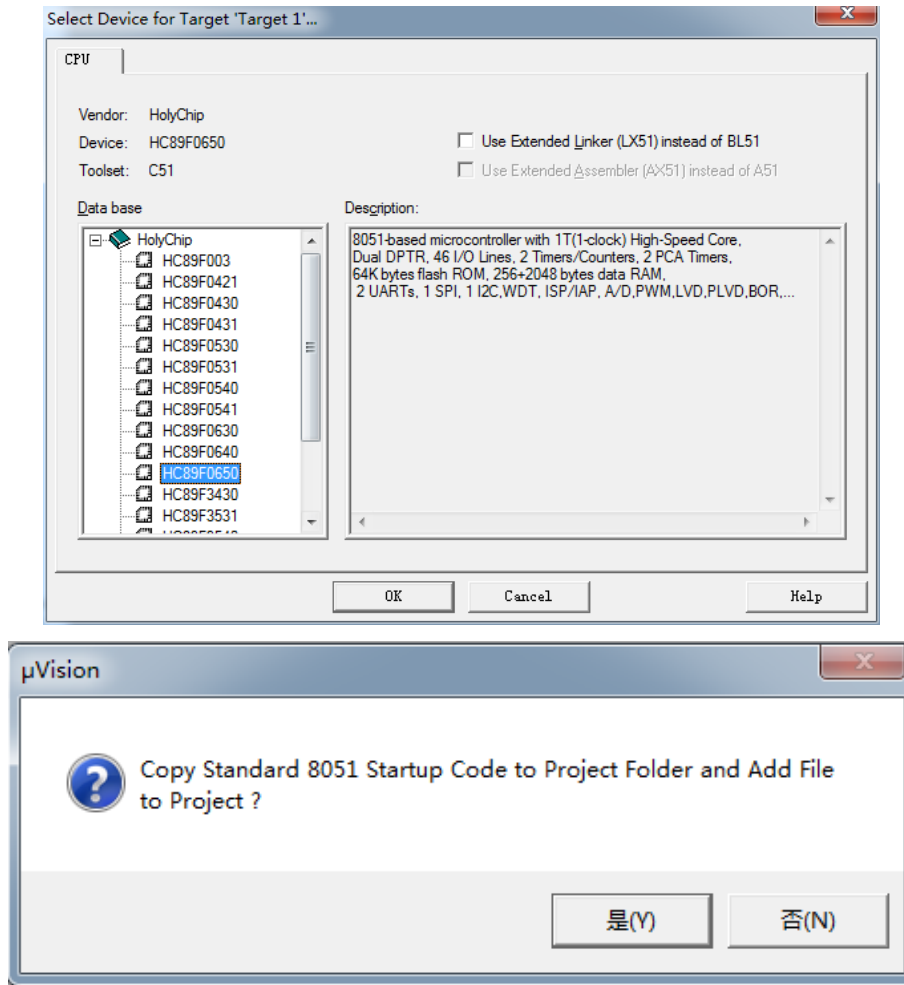 Select Device for Target 'Target 1'...
CPU
Vendor: HolyChip
Device: HC89F0650
Toolset: C51
Use Extended Linker (LX51) instead of BL51
Use Extended Assembler (AX51) instead of A51
Data base
HolyChip
HC89F003
HC89F0421
HC89F0430
HC89F0431
HC89F0530
HC89F0531
HC89F0540
HC89F0541
HC89F0630
HC89F0640
HC89F0650
HC89F3430
HC89F3531
Description:
8051-based microcontroller with 1T(1-clock) High-Speed Core,
Dual DPTR, 46 I/O Lines, 2 Timers/Counters, 2 PCA Timers,
64K bytes flash ROM, 256+2048 bytes data RAM,
2 UARTs, 1 SPI, 1 I2C,WDT, ISP/IAP, A/D,PWM,LVD,PLVD,BOR,...
OK
Cancel
Help
µVision
Copy Standard 8051 Startup Code to Project Folder and Add File
to Project ?
是(Y)
否(N)